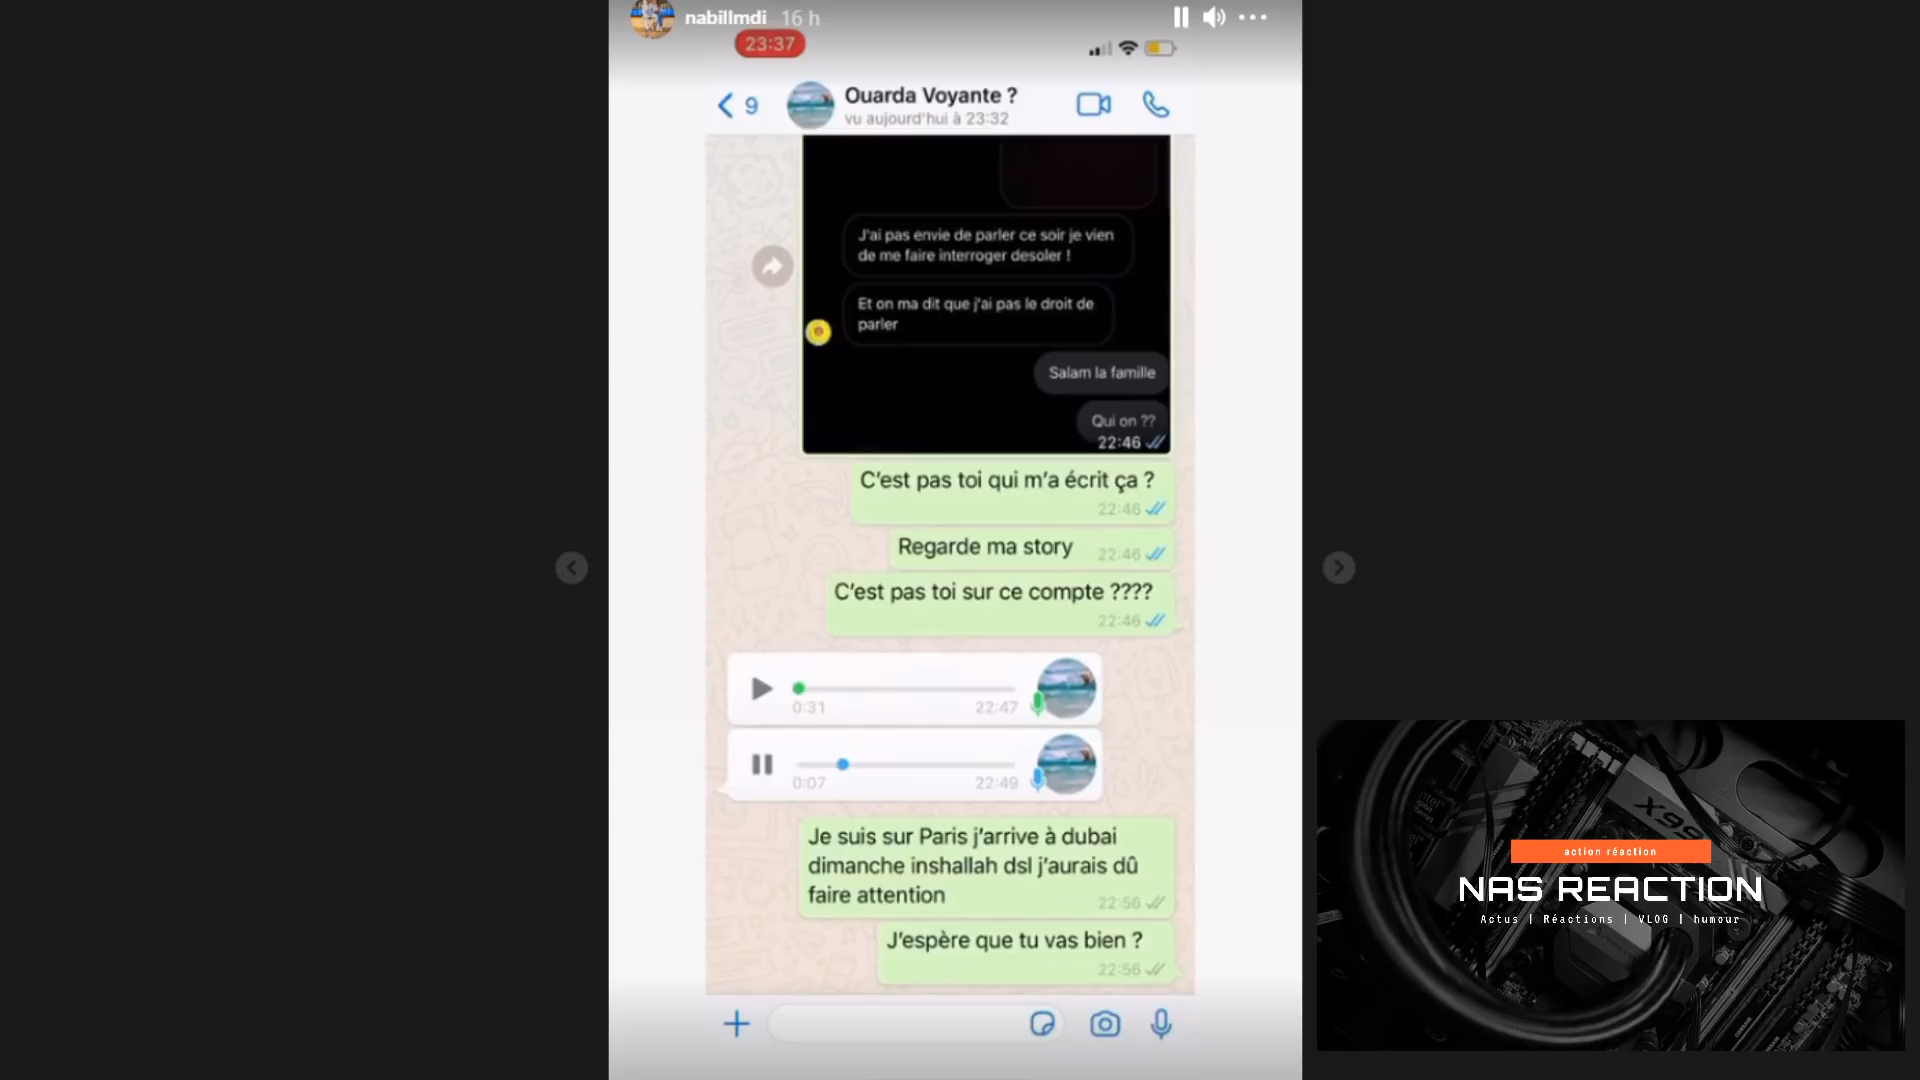 nabillmdi 16 h
23:37
9
Ouarda Voyante ?
vu aujourd'hui à 23:32
J'ai pas envie de parler ce soir je vien
de me faire interroger desoler !
Et on ma dit que j'ai pas le droit de
parler
Salam la famille
Qui on ??
22:46
C'est pas toi qui m'a écrit ça ?
22:46
Regarde ma story 22:46
C'est pas toi sur ce compte ????
22:46
0:31 22:47
0:07 22:49
Je suis sur Paris j'arrive à dubai
dimanche inshallah dsl j'aurais dû
faire attention
22:56
J'espère que tu vas bien ?
22:56
X99
action réaction
NAS REACTION
Actus | Réactions | VLOG | humour